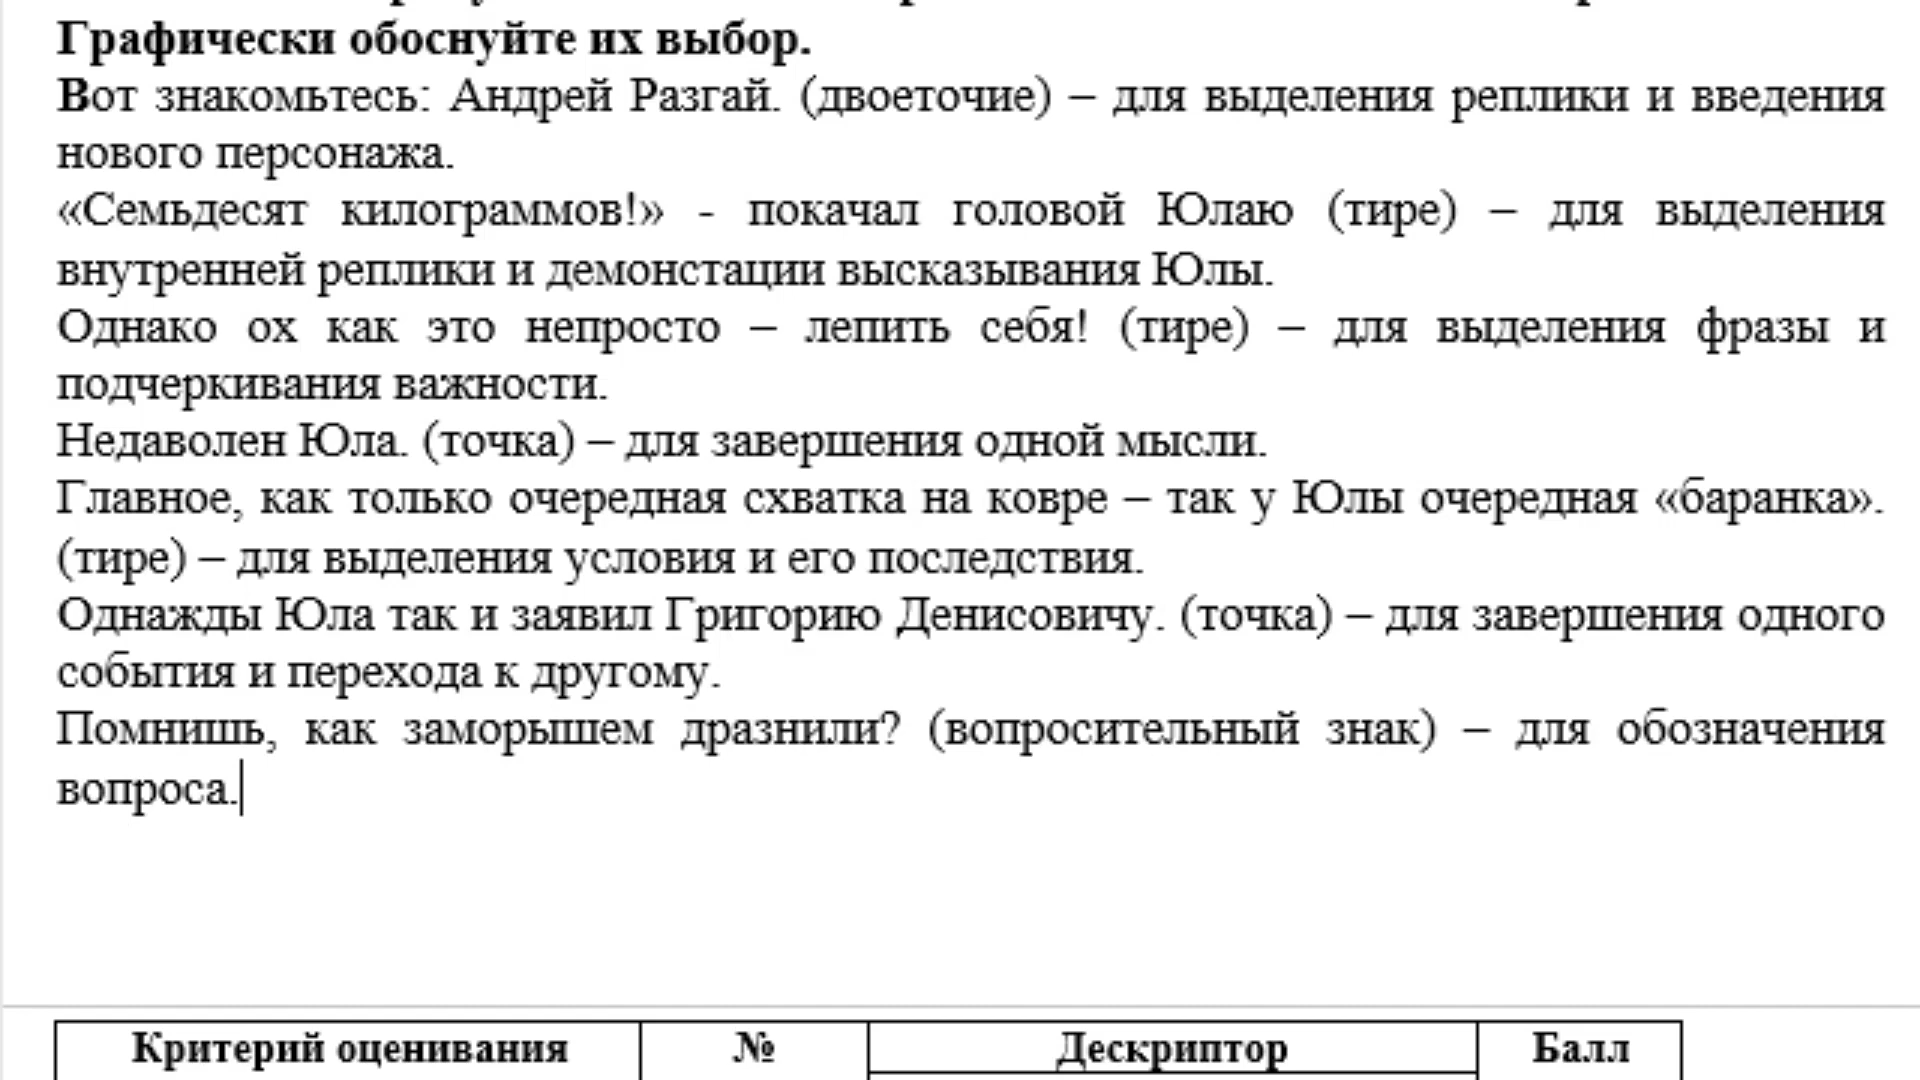 Графически обоснуйте их выбор.
Вот знакомьтесь: Андрей Разгай. (двоеточие) – для выделения реплики и введения
нового персонажа.
«Семьдесят килограммов!» - покачал головой Юлаю (тире) – для выделения
внутренней реплики и демонстации высказывания Юлы.
Однако ох как это непросто – лепить себя! (тире) – для выделения фразы и
подчеркивания важности.
Недаволен Юла. (точка) – для завершения одной мысли.
Главное, как только очередная схватка на ковре – так у Юлы очередная «баранка».
(тире) – для выделения условия и его последствия.
Однажды Юла так и заявил Григорию Денисовичу. (точка) – для завершения одного
события и перехода к другому.
Помнишь, как заморышем дразнили? (вопросительный знак) – для обозначения
вопроса.
Критерий оценивания № Дескриптор Балл